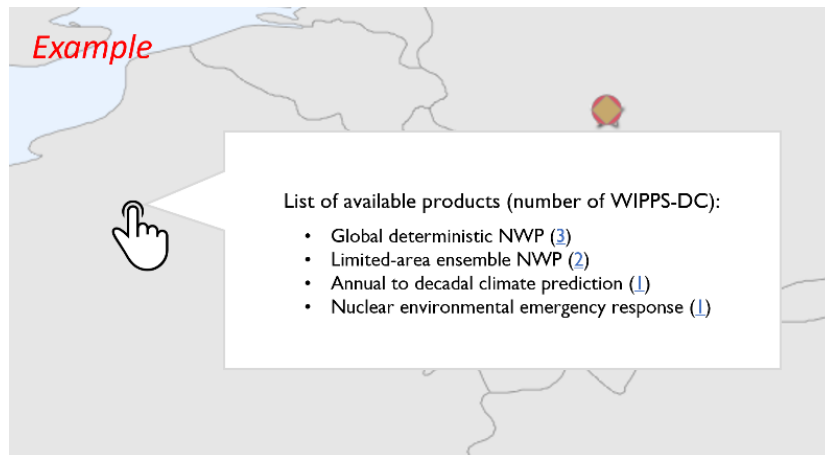 Example
List of available products (number of WIPPS-DC):
• Global deterministic NWP (3)
• Limited-area ensemble NWP (2)
• Annual to decadal climate prediction (1)
• Nuclear environmental emergency response (1)